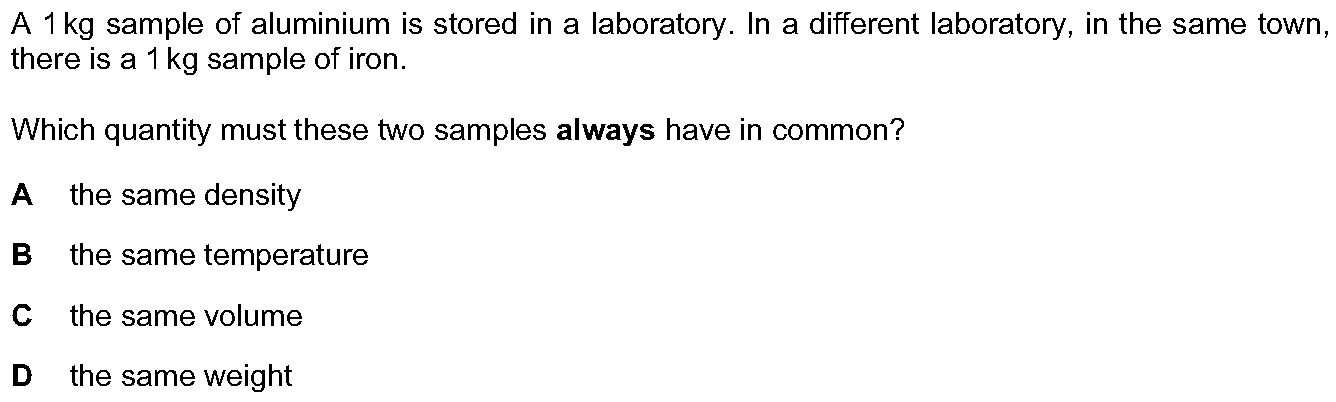 A 1 kg sample of aluminium is stored in a laboratory. In a different laboratory, in the same town,
there is a 1 kg sample of iron.
Which quantity must these two samples always have in common?
A the same density
B the same temperature
C the same volume
D the same weight